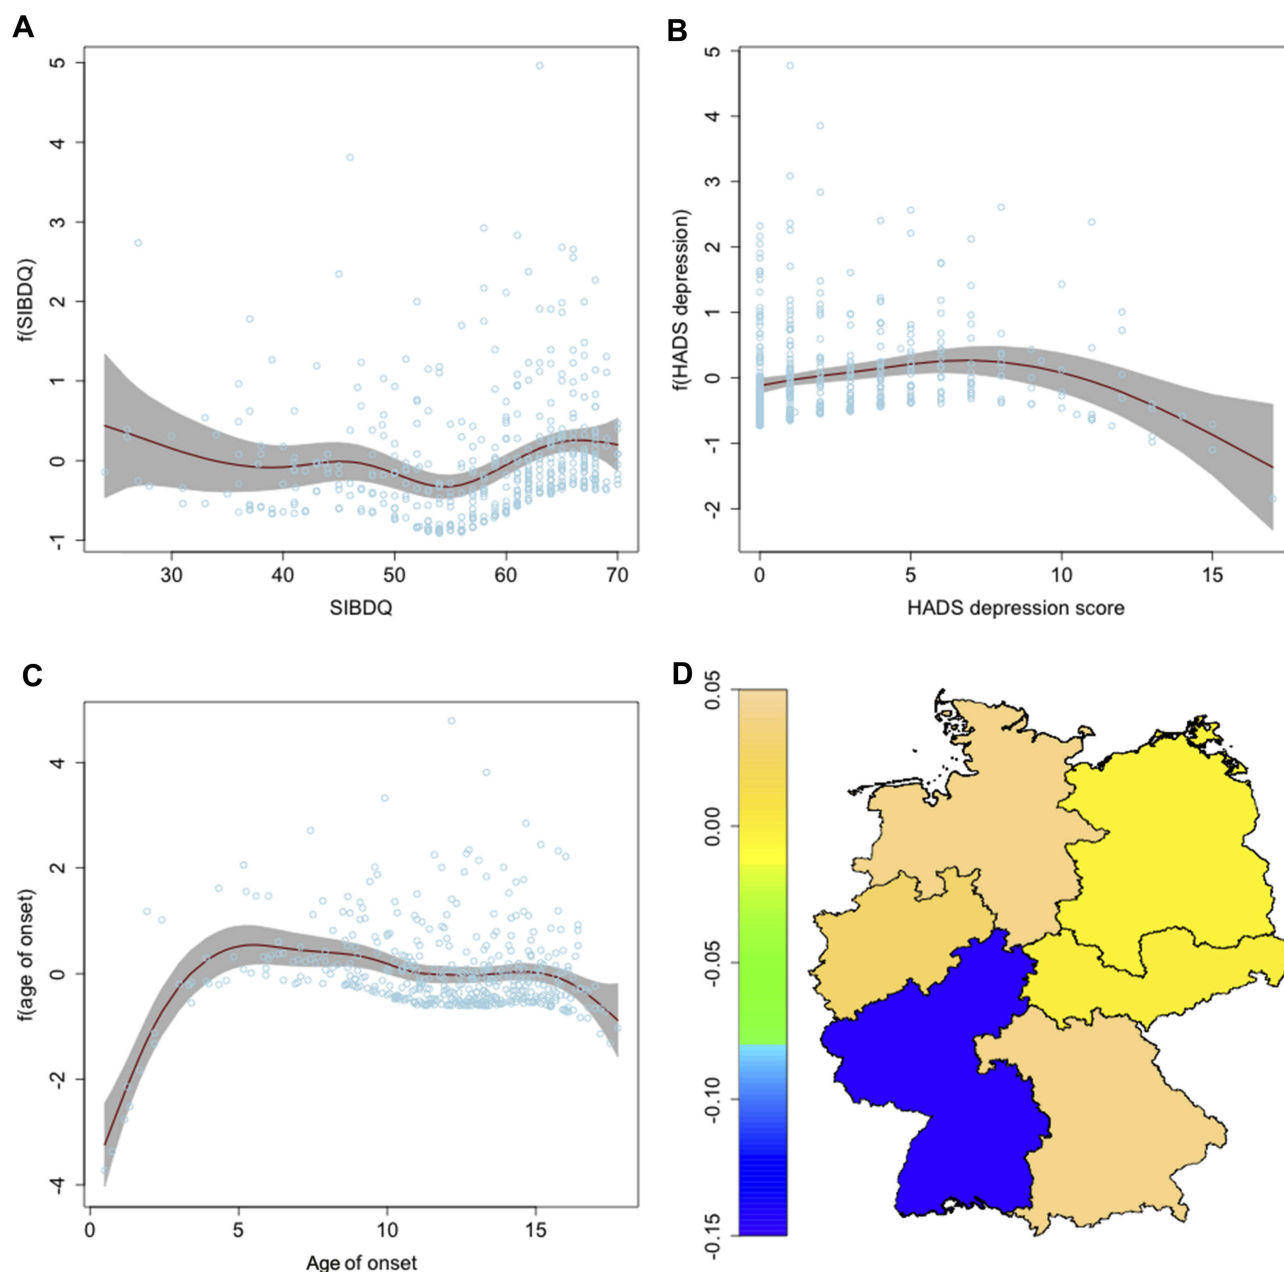 A
5
4
3
2
1
0
-1
f(SIBDQ)
30 40 50 60 70
SIBDQ
B
5
4
3
2
1
0
-1
-2
f(HADS depression)
0 5 10 15
HADS depression score
C
4
2
0
-2
-4
f(age of onset)
0 5 10 15
Age of onset
D
0.05
0.00
-0.05
-0.10
-0.15